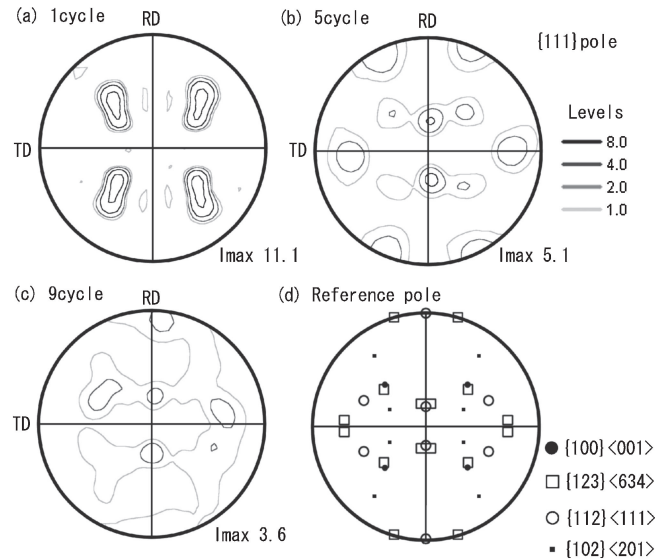 (a) 1cycle
RD
TD
Imax 11.1
(b) 5cycle
RD
{111}pole
TD
Imax 5.1
Levels
8.0
4.0
2.0
1.0
(c) 9cycle
RD
TD
Imax 3.6
(d) Reference pole
{100}<001>
{123}<634>
{112}<111>
{102}<201>